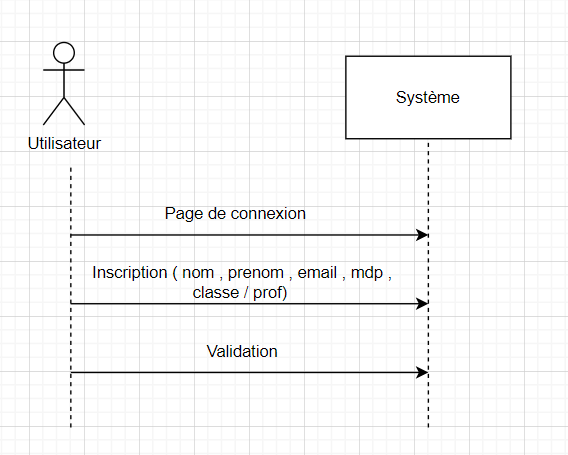 Utilisateur
Système
Page de connexion
Inscription ( nom , prenom , email , mdp ,
classe / prof)
Validation